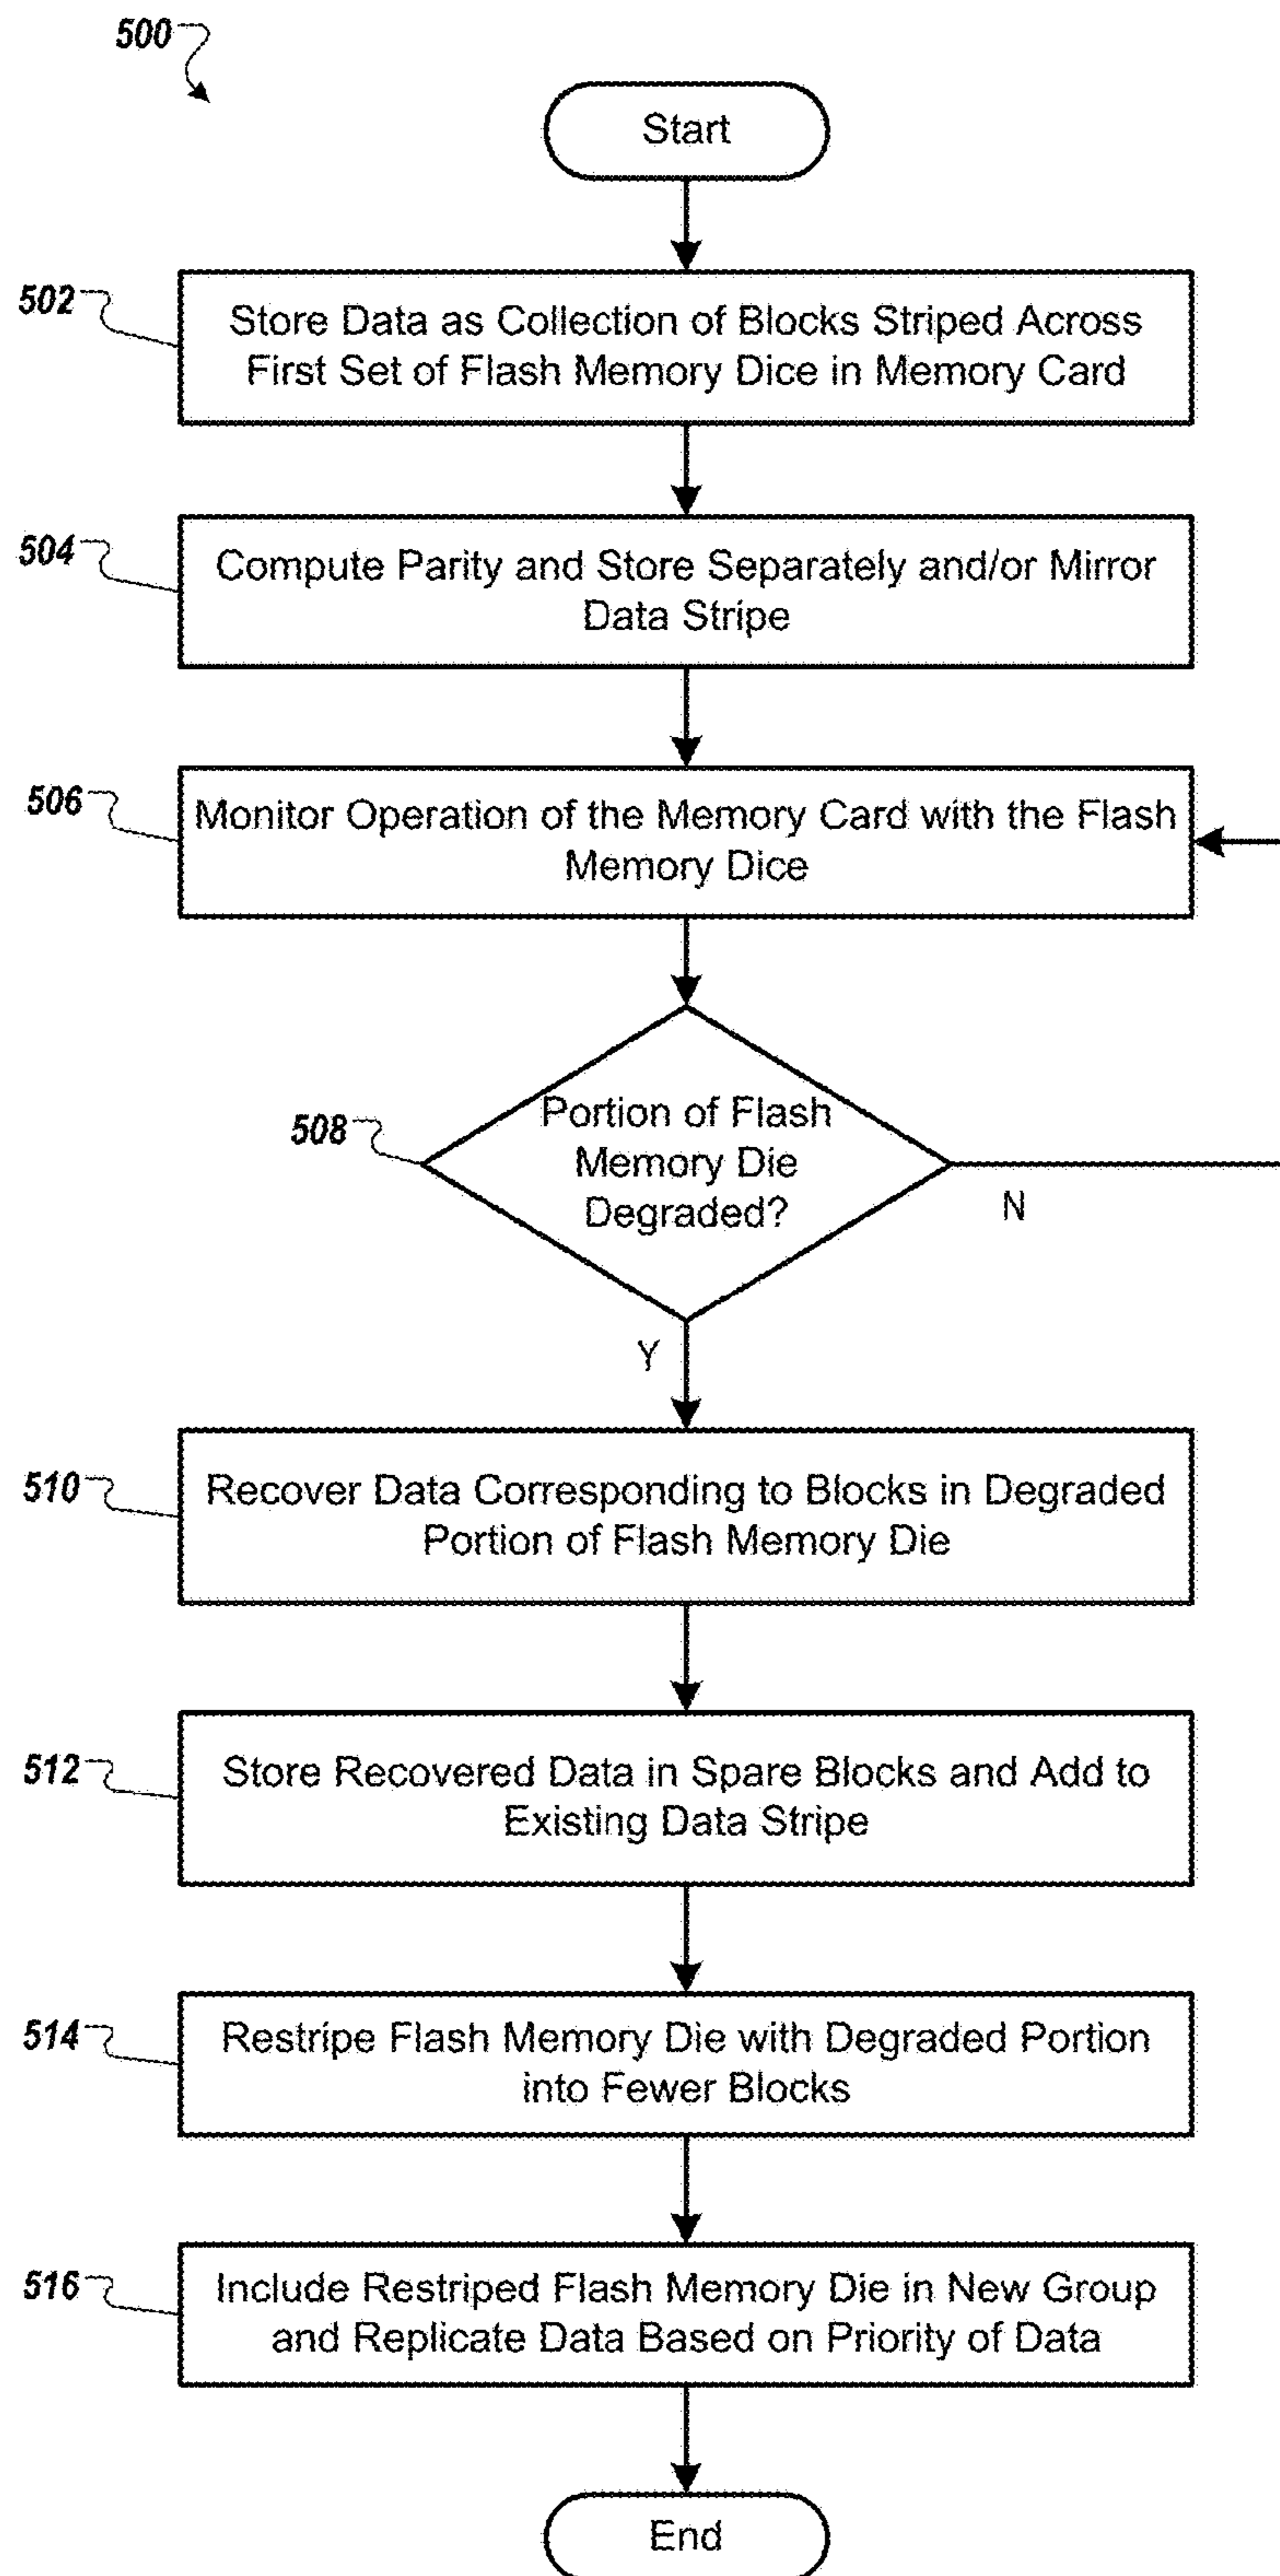 500
Start
502
Store Data as Collection of Blocks Striped Across
First Set of Flash Memory Dice in Memory Card
504
Compute Parity and Store Separately and/or Mirror
Data Stripe
506
Monitor Operation of the Memory Card with the Flash
Memory Dice
508
Portion of Flash
Memory Die
Degraded?
N
Y
510
Recover Data Corresponding to Blocks in Degraded
Portion of Flash Memory Die
512
Store Recovered Data in Spare Blocks and Add to
Existing Data Stripe
514
Restripe Flash Memory Die with Degraded Portion
into Fewer Blocks
516
Include Restriped Flash Memory Die in New Group
and Replicate Data Based on Priority of Data
End